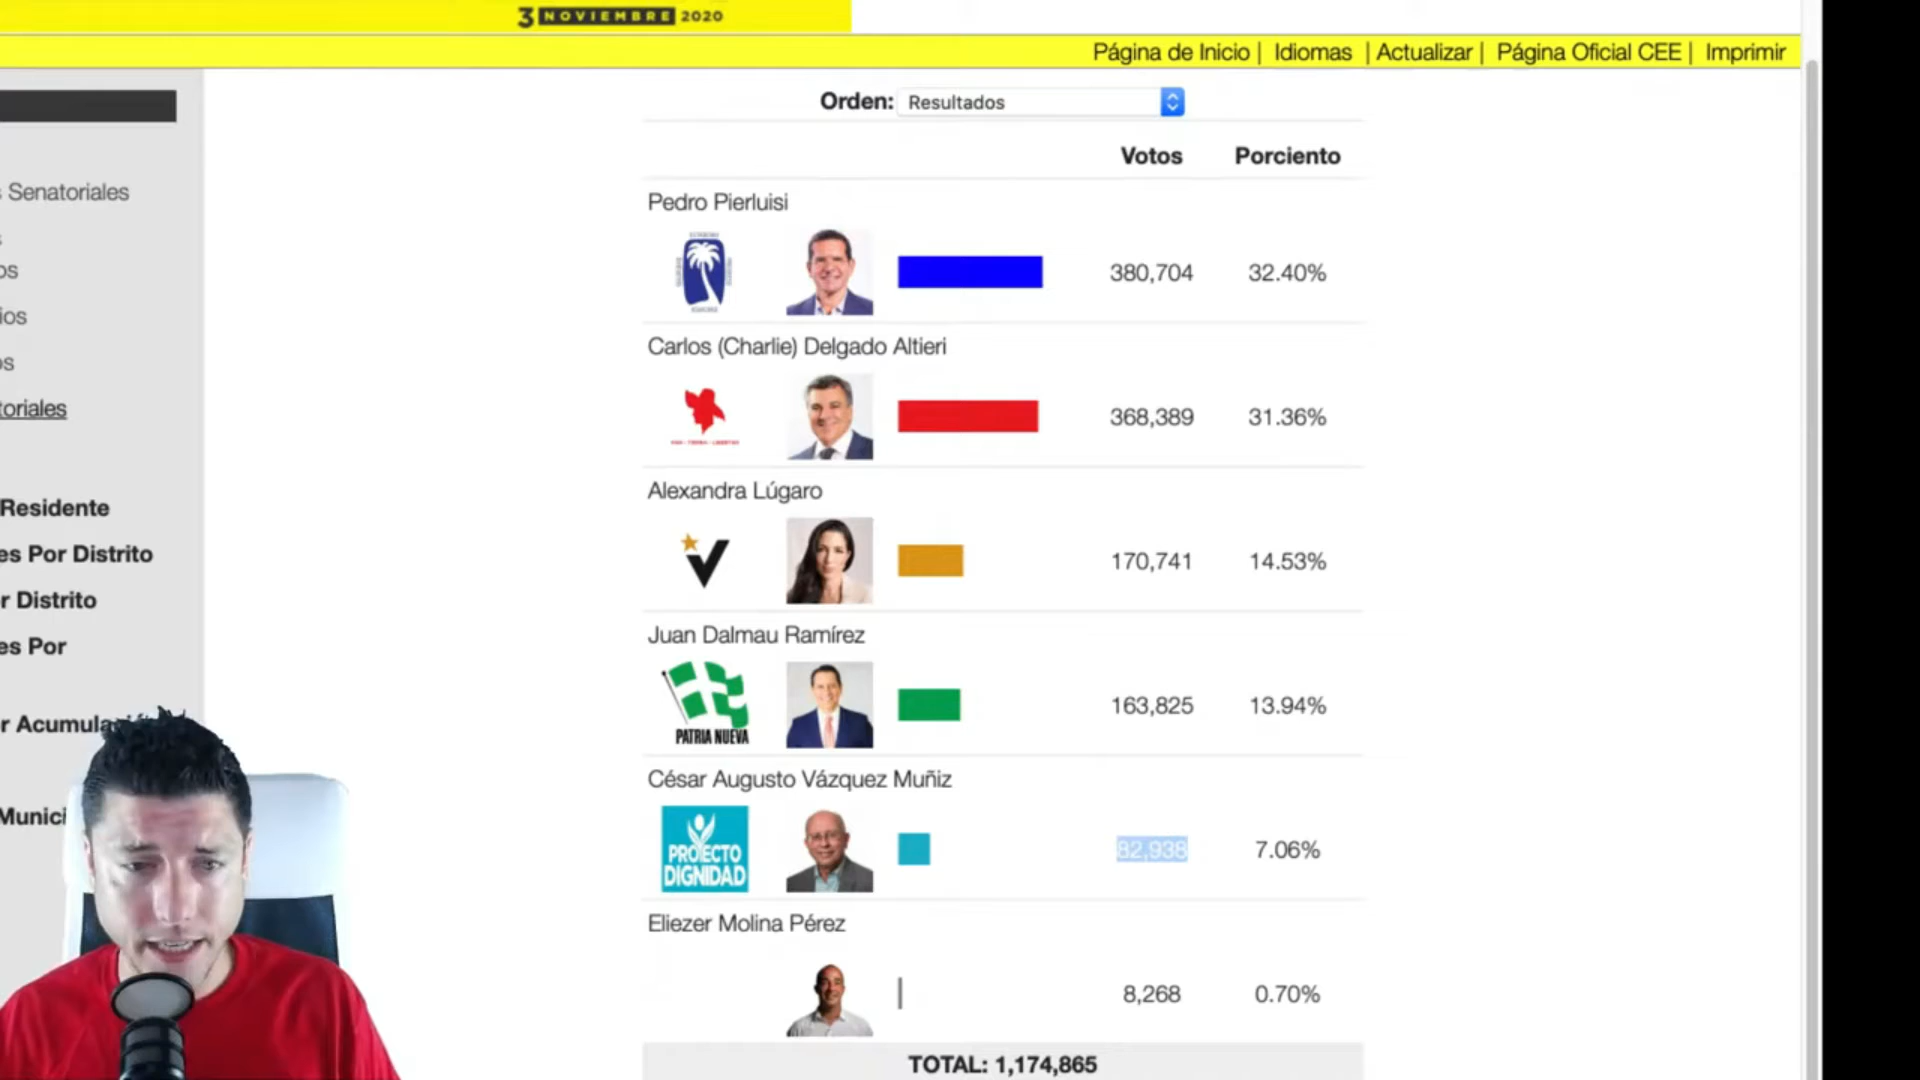 3 NOVIEMBRE 2020
Página de Inicio | Idiomas | Actualizar | Página Oficial CEE | Imprimir
Orden: Resultados
Votos Porciento
Senatoriales
toriales
Residente
es Por Distrito
r Distrito
es Por
r Acumula
Munici
Pedro Pierluisi
380,704 32.40%
Carlos (Charlie) Delgado Altieri
368,389 31.36%
Alexandra Lúgaro
170,741 14.53%
Juan Dalmau Ramírez
PATRIA NUEVA
163,825 13.94%
César Augusto Vázquez Muñiz
PROYECTO
DIGNIDAD
82,938 7.06%
Eliezer Molina Pérez
8,268 0.70%
TOTAL: 1,174,865